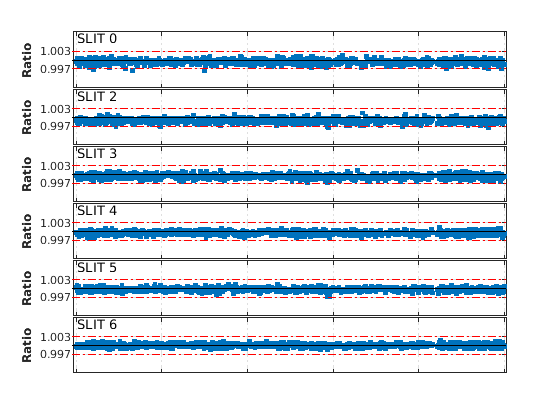 SLIT 0
Ratio
1.003
0.997
SLIT 2
Ratio
1.003
0.997
SLIT 3
Ratio
1.003
0.997
SLIT 4
Ratio
1.003
0.997
SLIT 5
Ratio
1.003
0.997
SLIT 6
Ratio
1.003
0.997